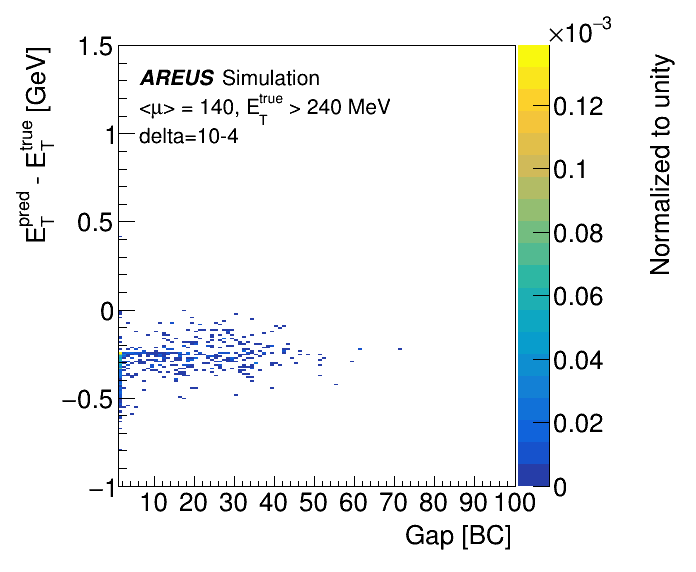 ×10−3
AREUS Simulation
<μ> = 140, E_T^true > 240 MeV
delta=10-4
E_T^pred - E_T^true [GeV]
1.5
1
0.5
0
−0.5
−1
10 20 30 40 50 60 70 80 90 100
Gap [BC]
0.12
0.1
0.08
0.06
0.04
0.02
0
Normalized to unity